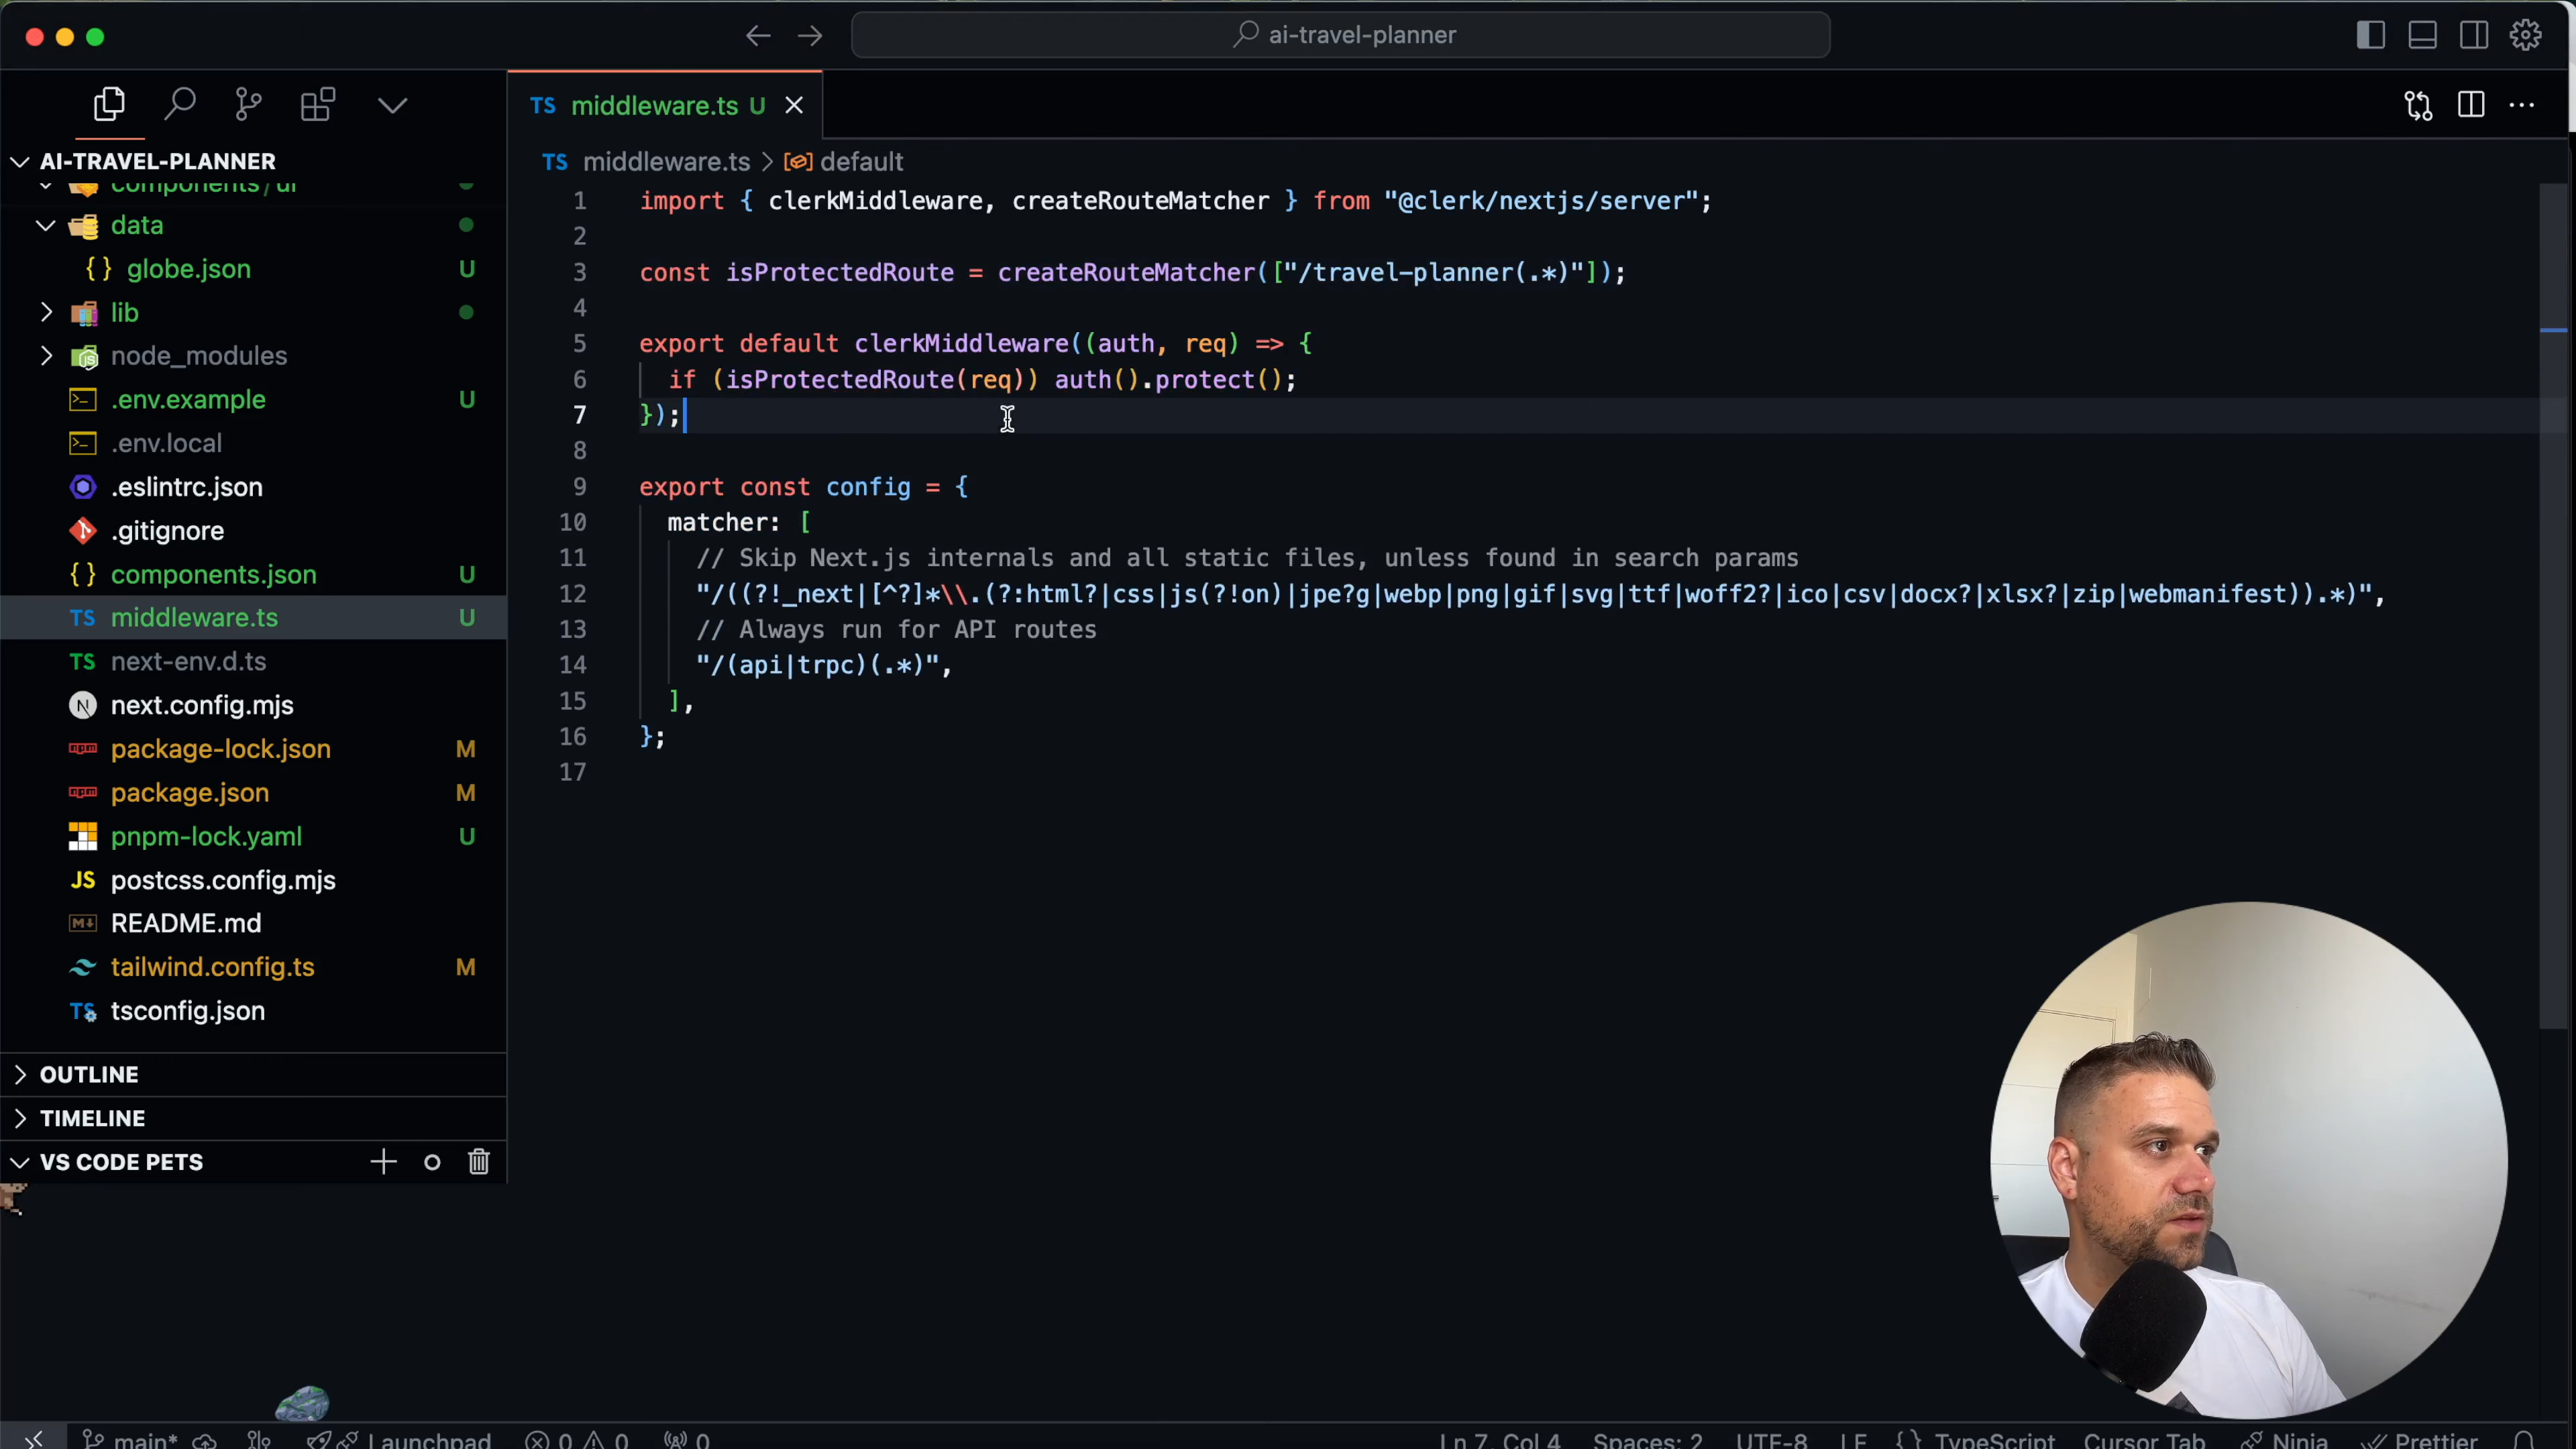 ai-travel-planner
AI-TRAVEL-PLANNER
components/ui
data
globe.json U
lib
node_modules
.env.example U
.env.local
.eslintrc.json
.gitignore
components.json U
TS middleware.ts U
TS next-env.d.ts
N next.config.mjs
npm package-lock.json M
npm package.json M
pnpm-lock.yaml U
JS postcss.config.mjs
README.md
tailwind.config.ts M
TS tsconfig.json
OUTLINE
TIMELINE
VS CODE PETS
TS middleware.ts U
TS middleware.ts > default
1 import { clerkMiddleware, createRouteMatcher } from "@clerk/nextjs/server";
2
3 const isProtectedRoute = createRouteMatcher(["/travel-planner(.*)"]);
4
5 export default clerkMiddleware((auth, req) => {
6 if (isProtectedRoute(req)) auth().protect();
7 });
8
9 export const config = {
10 matcher: [
11 // Skip Next.js internals and all static files, unless found in search params
12 "/((?!_next|[^?]*\\.(?:html?|css|js(?!on)|jpe?g|webp|png|gif|svg|ttf|woff2?|ico|csv|docx?|xlsx?|zip|webmanifest)).*)",
13 // Always run for API routes
14 "/(api|trpc)(.*)",
15 ],
16 };
17
main* Launchpad 0 0 0 Ln 7, Col 4 Spaces: 2 UTF-8 LF {} TypeScript Cursor Tab Ninja Prettier